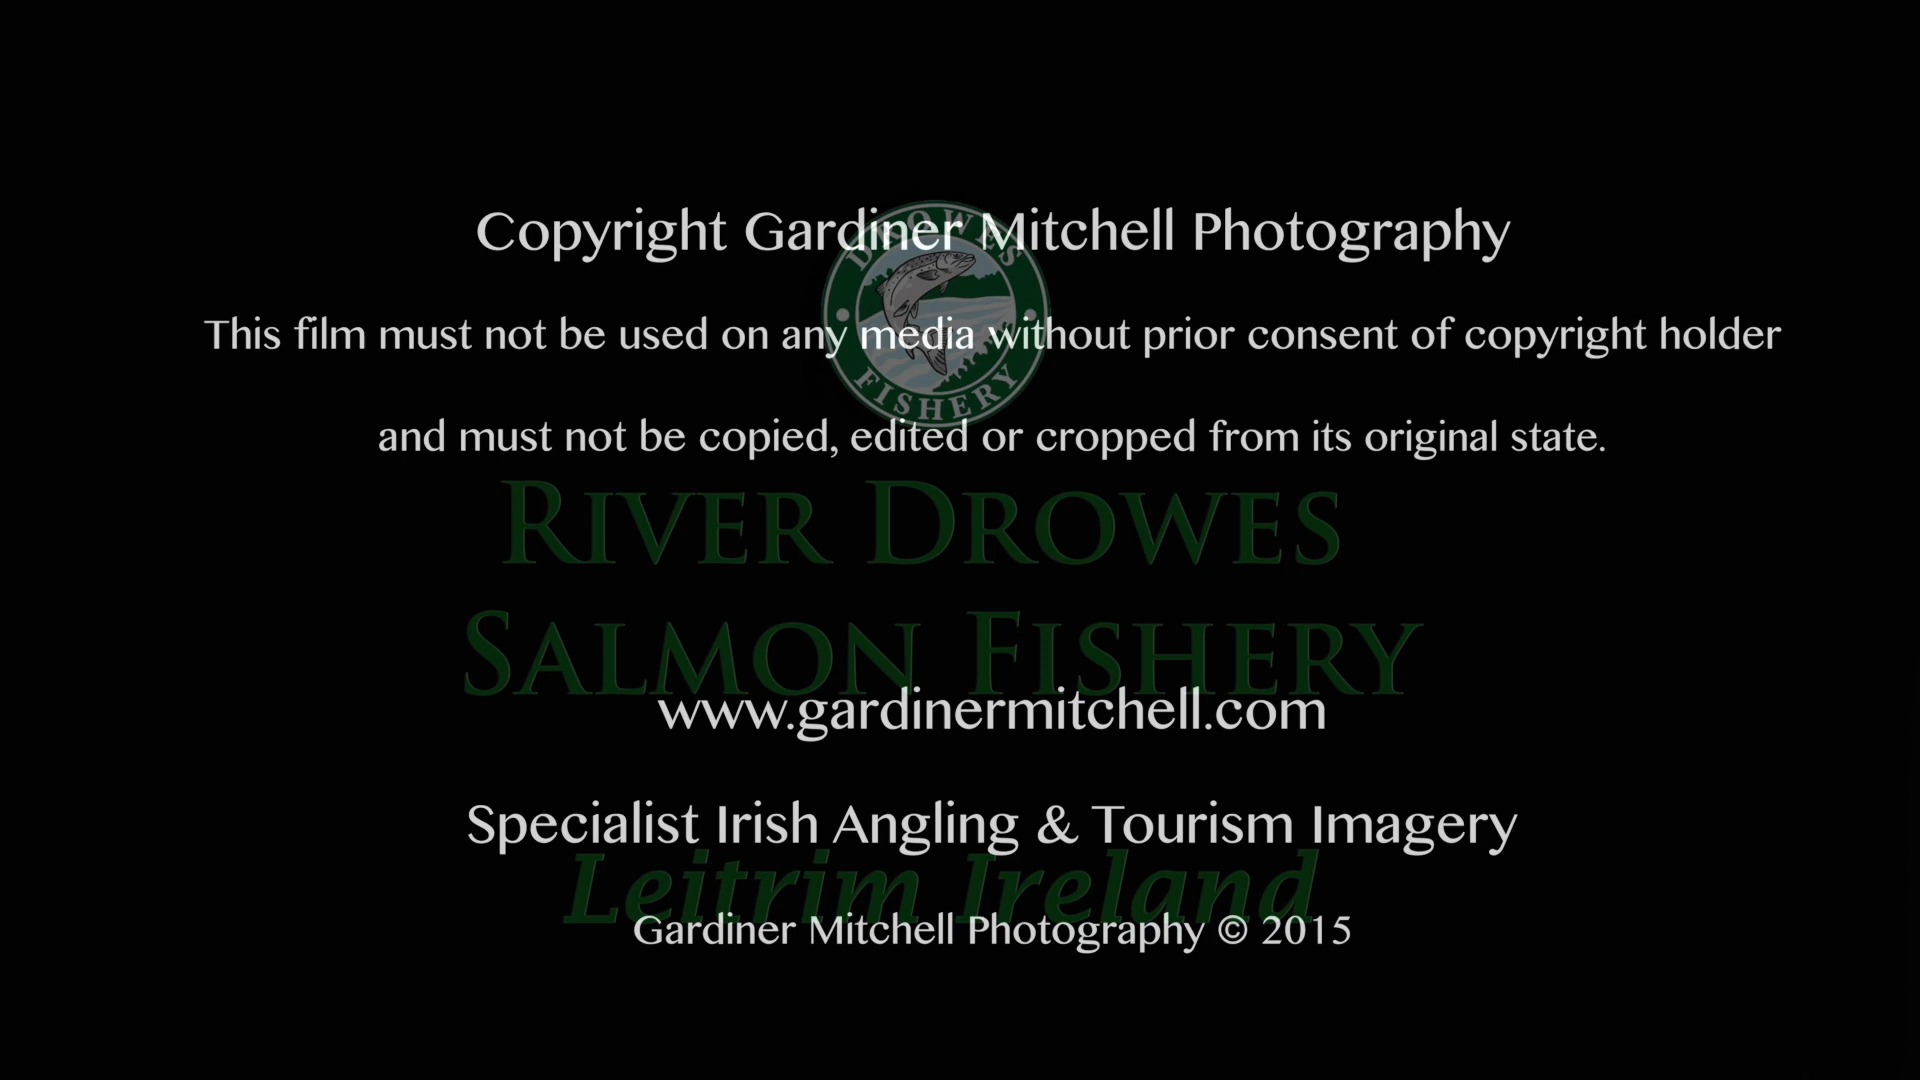 Copyright Gardiner Mitchell Photography
DROWES
This film must not be used on any media without prior consent of copyright holder
FISHERY
and must not be copied, edited or cropped from its original state.
RIVER DROWES
SALMON FISHERY
www.gardinermitchell.com
Specialist Irish Angling & Tourism Imagery
Leitrim Ireland
Gardiner Mitchell Photography © 2015